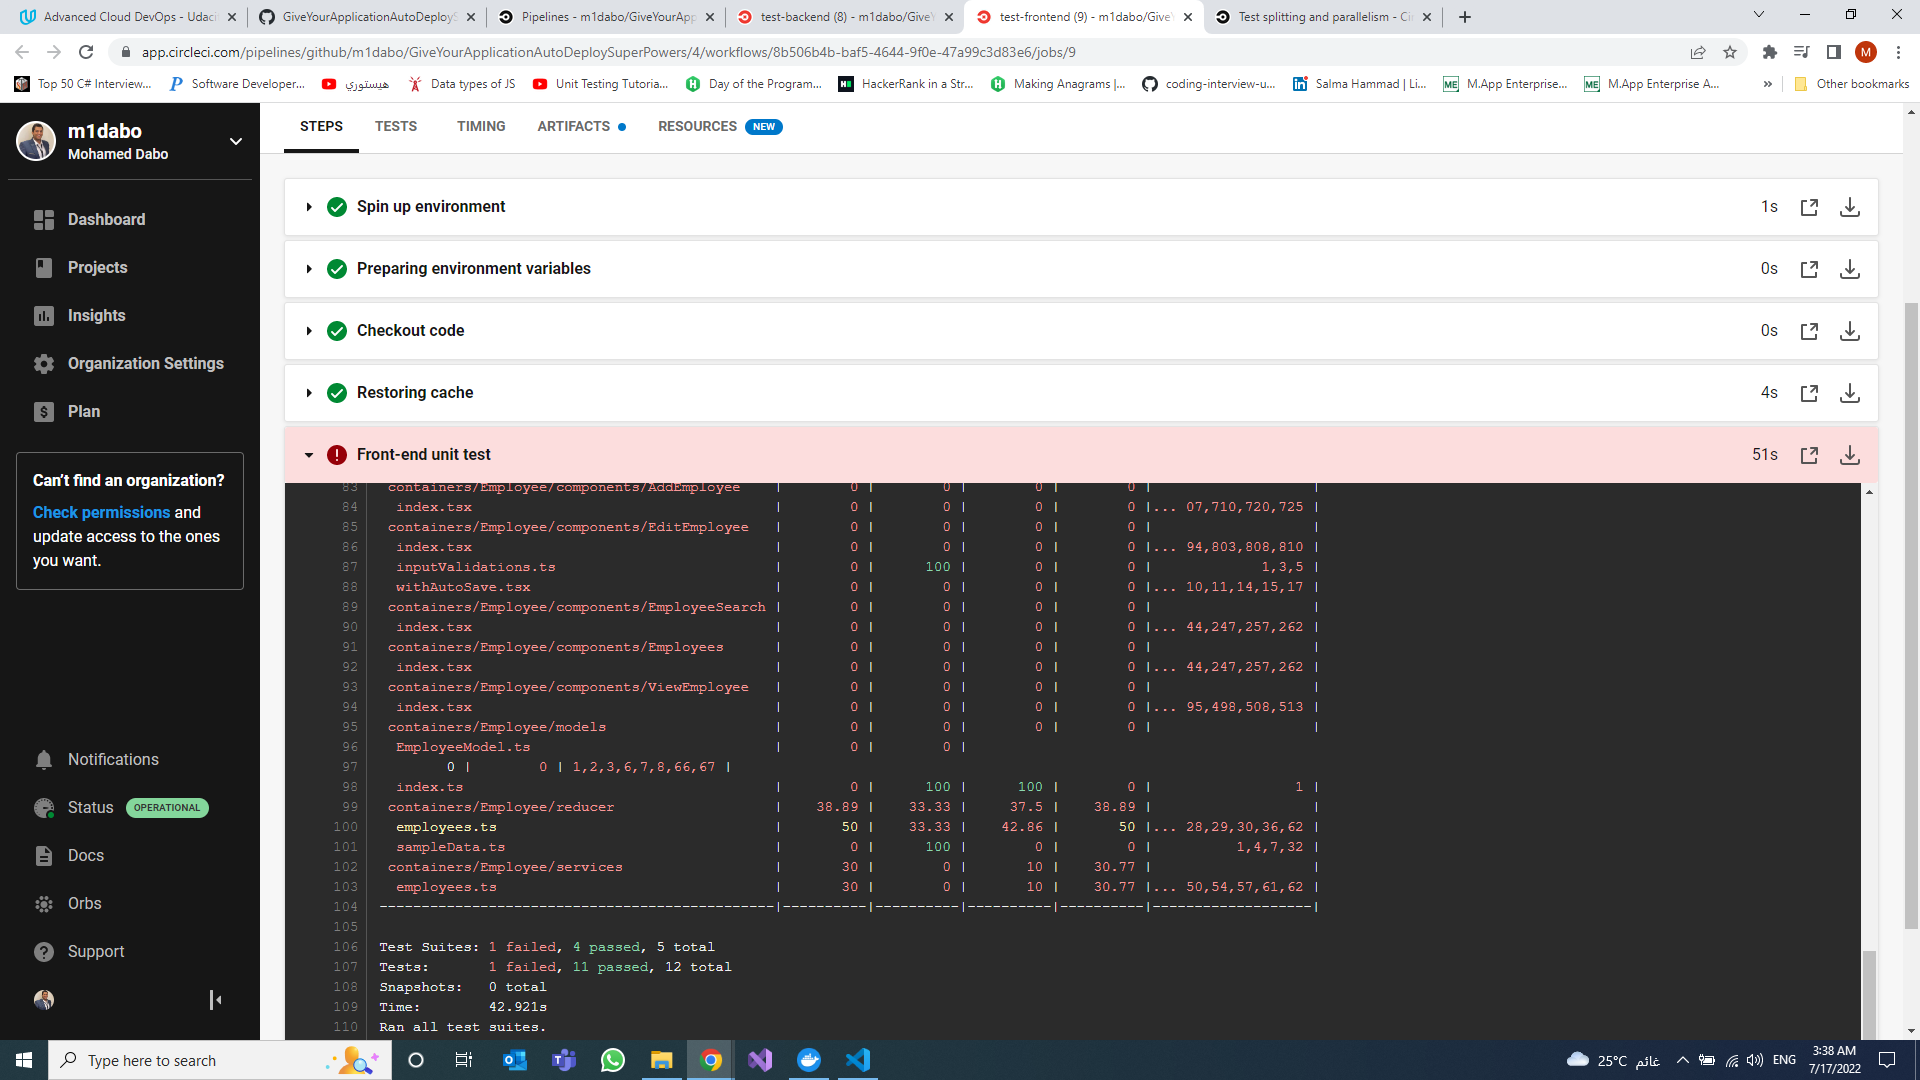 Advanced Cloud DevOps - Udaci
GiveYourApplicationAutoDeployS
Pipelines - m1dabo/GiveYourApp
test-backend (8) - m1dabo/GiveY
test-frontend (9) - m1dabo/Give
Test splitting and parallelism - Ci
app.circleci.com/pipelines/github/m1dabo/GiveYourApplicationAutoDeploySuperPowers/4/workflows/8b506b4b-baf5-4644-9f0e-47a99c3d83e6/jobs/9
M
Top 50 C# Interview...
Software Developer...
هيستوري
Data types of JS
Unit Testing Tutoria...
Day of the Program...
HackerRank in a Str...
Making Anagrams |...
coding-interview-u...
Salma Hammad | Li...
M.App Enterprise...
M.App Enterprise A...
»
Other bookmarks
m1dabo
Mohamed Dabo
Dashboard
Projects
Insights
Organization Settings
Plan
Can't find an organization?
Check permissions and
update access to the ones
you want.
Notifications
Status OPERATIONAL
Docs
Orbs
Support
STEPS TESTS TIMING ARTIFACTS RESOURCES NEW
Spin up environment 1s
Preparing environment variables 0s
Checkout code 0s
Restoring cache 4s
Front-end unit test 51s
83 containers/Employee/components/AddEmployee | 0 | 0 | 0 | 0 | |
84 index.tsx | 0 | 0 | 0 | 0 |... 07,710,720,725 |
85 containers/Employee/components/EditEmployee | 0 | 0 | 0 | 0 | |
86 index.tsx | 0 | 0 | 0 | 0 |... 94,803,808,810 |
87 inputValidations.ts | 0 | 100 | 0 | 0 | 1,3,5 |
88 withAutoSave.tsx | 0 | 0 | 0 | 0 |... 10,11,14,15,17 |
89 containers/Employee/components/EmployeeSearch | 0 | 0 | 0 | 0 | |
90 index.tsx | 0 | 0 | 0 | 0 |... 44,247,257,262 |
91 containers/Employee/components/Employees | 0 | 0 | 0 | 0 | |
92 index.tsx | 0 | 0 | 0 | 0 |... 44,247,257,262 |
93 containers/Employee/components/ViewEmployee | 0 | 0 | 0 | 0 | |
94 index.tsx | 0 | 0 | 0 | 0 |... 95,498,508,513 |
95 containers/Employee/models | 0 | 0 | 0 | 0 | |
96 EmployeeModel.ts | 0 | 0 |
97 0 | 0 | 1,2,3,6,7,8,66,67 |
98 index.ts | 0 | 100 | 100 | 0 | 1 |
99 containers/Employee/reducer | 38.89 | 33.33 | 37.5 | 38.89 | |
100 employees.ts | 50 | 33.33 | 42.86 | 50 |... 28,29,30,36,62 |
101 sampleData.ts | 0 | 100 | 0 | 0 | 1,4,7,32 |
102 containers/Employee/services | 30 | 0 | 10 | 30.77 | |
103 employees.ts | 30 | 0 | 10 | 30.77 |... 50,54,57,61,62 |
104 -----------------------------------------------|----------|----------|----------|----------|-------------------|
105
106 Test Suites: 1 failed, 4 passed, 5 total
107 Tests: 1 failed, 11 passed, 12 total
108 Snapshots: 0 total
109 Time: 42.921s
110 Ran all test suites.
Type here to search
25°C غائم
ENG
3:38 AM
7/17/2022